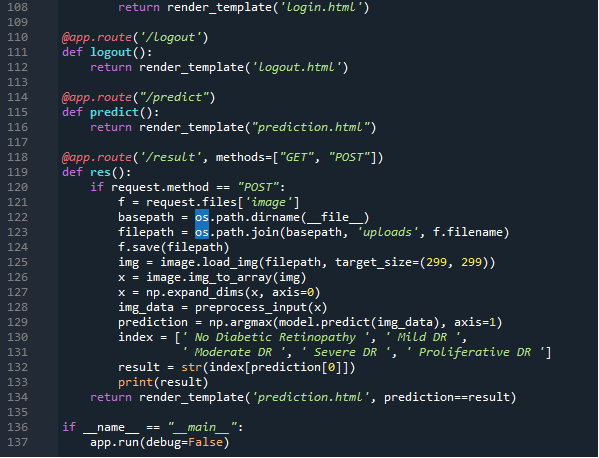 108 return render_template('login.html')
109
110 @app.route('/logout')
111 def logout():
112 return render_template('logout.html')
113
114 @app.route("/predict")
115 def predict():
116 return render_template("prediction.html")
117
118 @app.route('/result', methods=["GET", "POST"])
119 def res():
120 if request.method == "POST":
121 f = request.files['image']
122 basepath = os.path.dirname(__file__)
123 filepath = os.path.join(basepath, 'uploads', f.filename)
124 f.save(filepath)
125 img = image.load_img(filepath, target_size=(299, 299))
126 x = image.img_to_array(img)
127 x = np.expand_dims(x, axis=0)
128 img_data = preprocess_input(x)
129 prediction = np.argmax(model.predict(img_data), axis=1)
130 index = [' No Diabetic Retinopathy ', ' Mild DR ',
131 ' Moderate DR ', ' Severe DR ', ' Proliferative DR ']
132 result = str(index[prediction[0]])
133 print(result)
134 return render_template('prediction.html', prediction==result)
135
136 if __name__ == "__main__":
137 app.run(debug=False)